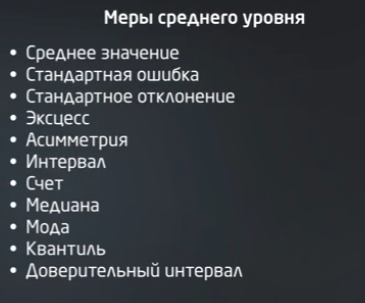 Меры среднего уровня
• Среднее значение
• Стандартная ошибка
• Стандартное отклонение
• Эксцесс
• Асимметрия
• Интервал
• Счет
• Медиана
• Мода
• Квантиль
• Доверительный интервал